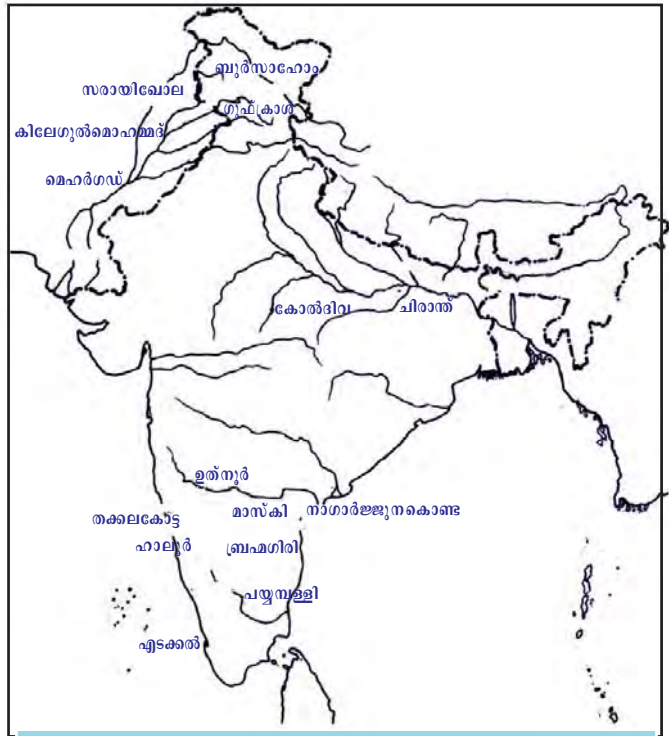 ബുർസാഹോം
സരായിഖോല
ഗുഫ്ക്രാൾ
കിലേഗുൽമൊഹമ്മദ്
മെഹർഗഡ്
കോൽദിവ
ചിരാന്ത്
ഉത്നൂർ
മാസ്കി
നാഗാർജ്ജുനകൊണ്ട
തക്കലകോട്ട
ഹാലൂർ
ബ്രഹ്മഗിരി
പയ്യമ്പള്ളി
എടക്കൽ